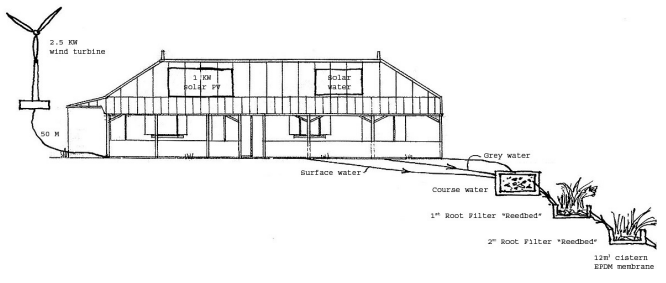 2.5 KW
wind turbine
1 KW
solar PV
Solar
water
50 M
Grey water
Surface water
Course water
1st Root Filter "Reedbed"
2n Root Filter "Reedbed"
12m³ cistern
EPDM membrane